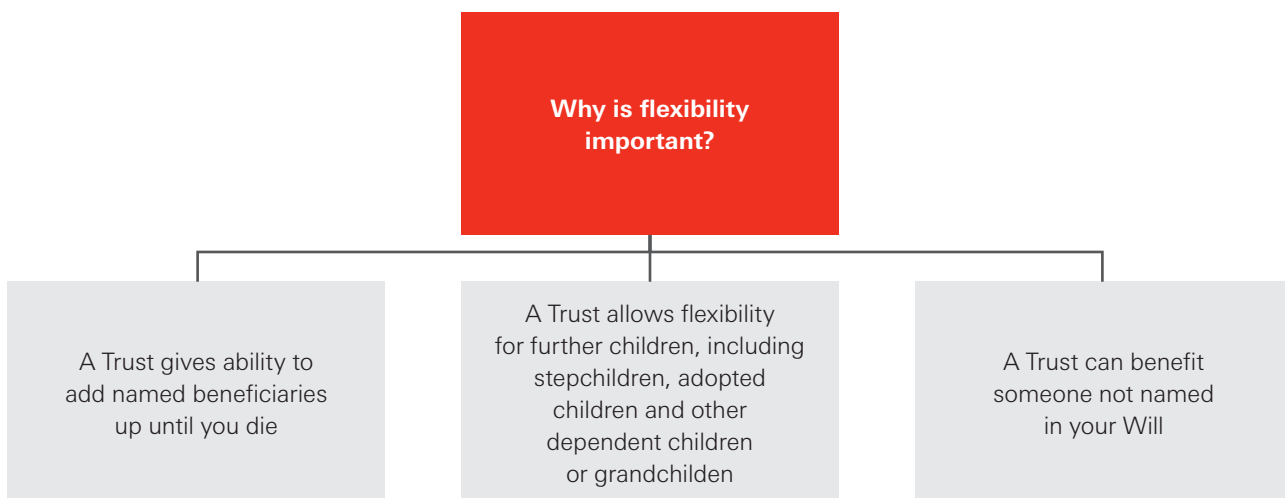 Why is flexibility
important?
A Trust gives ability to
add named beneficiaries
up until you die
A Trust allows flexibility
for further children, including
stepchildren, adopted
children and other
dependent children
or grandchilden
A Trust can benefit
someone not named
in your Will